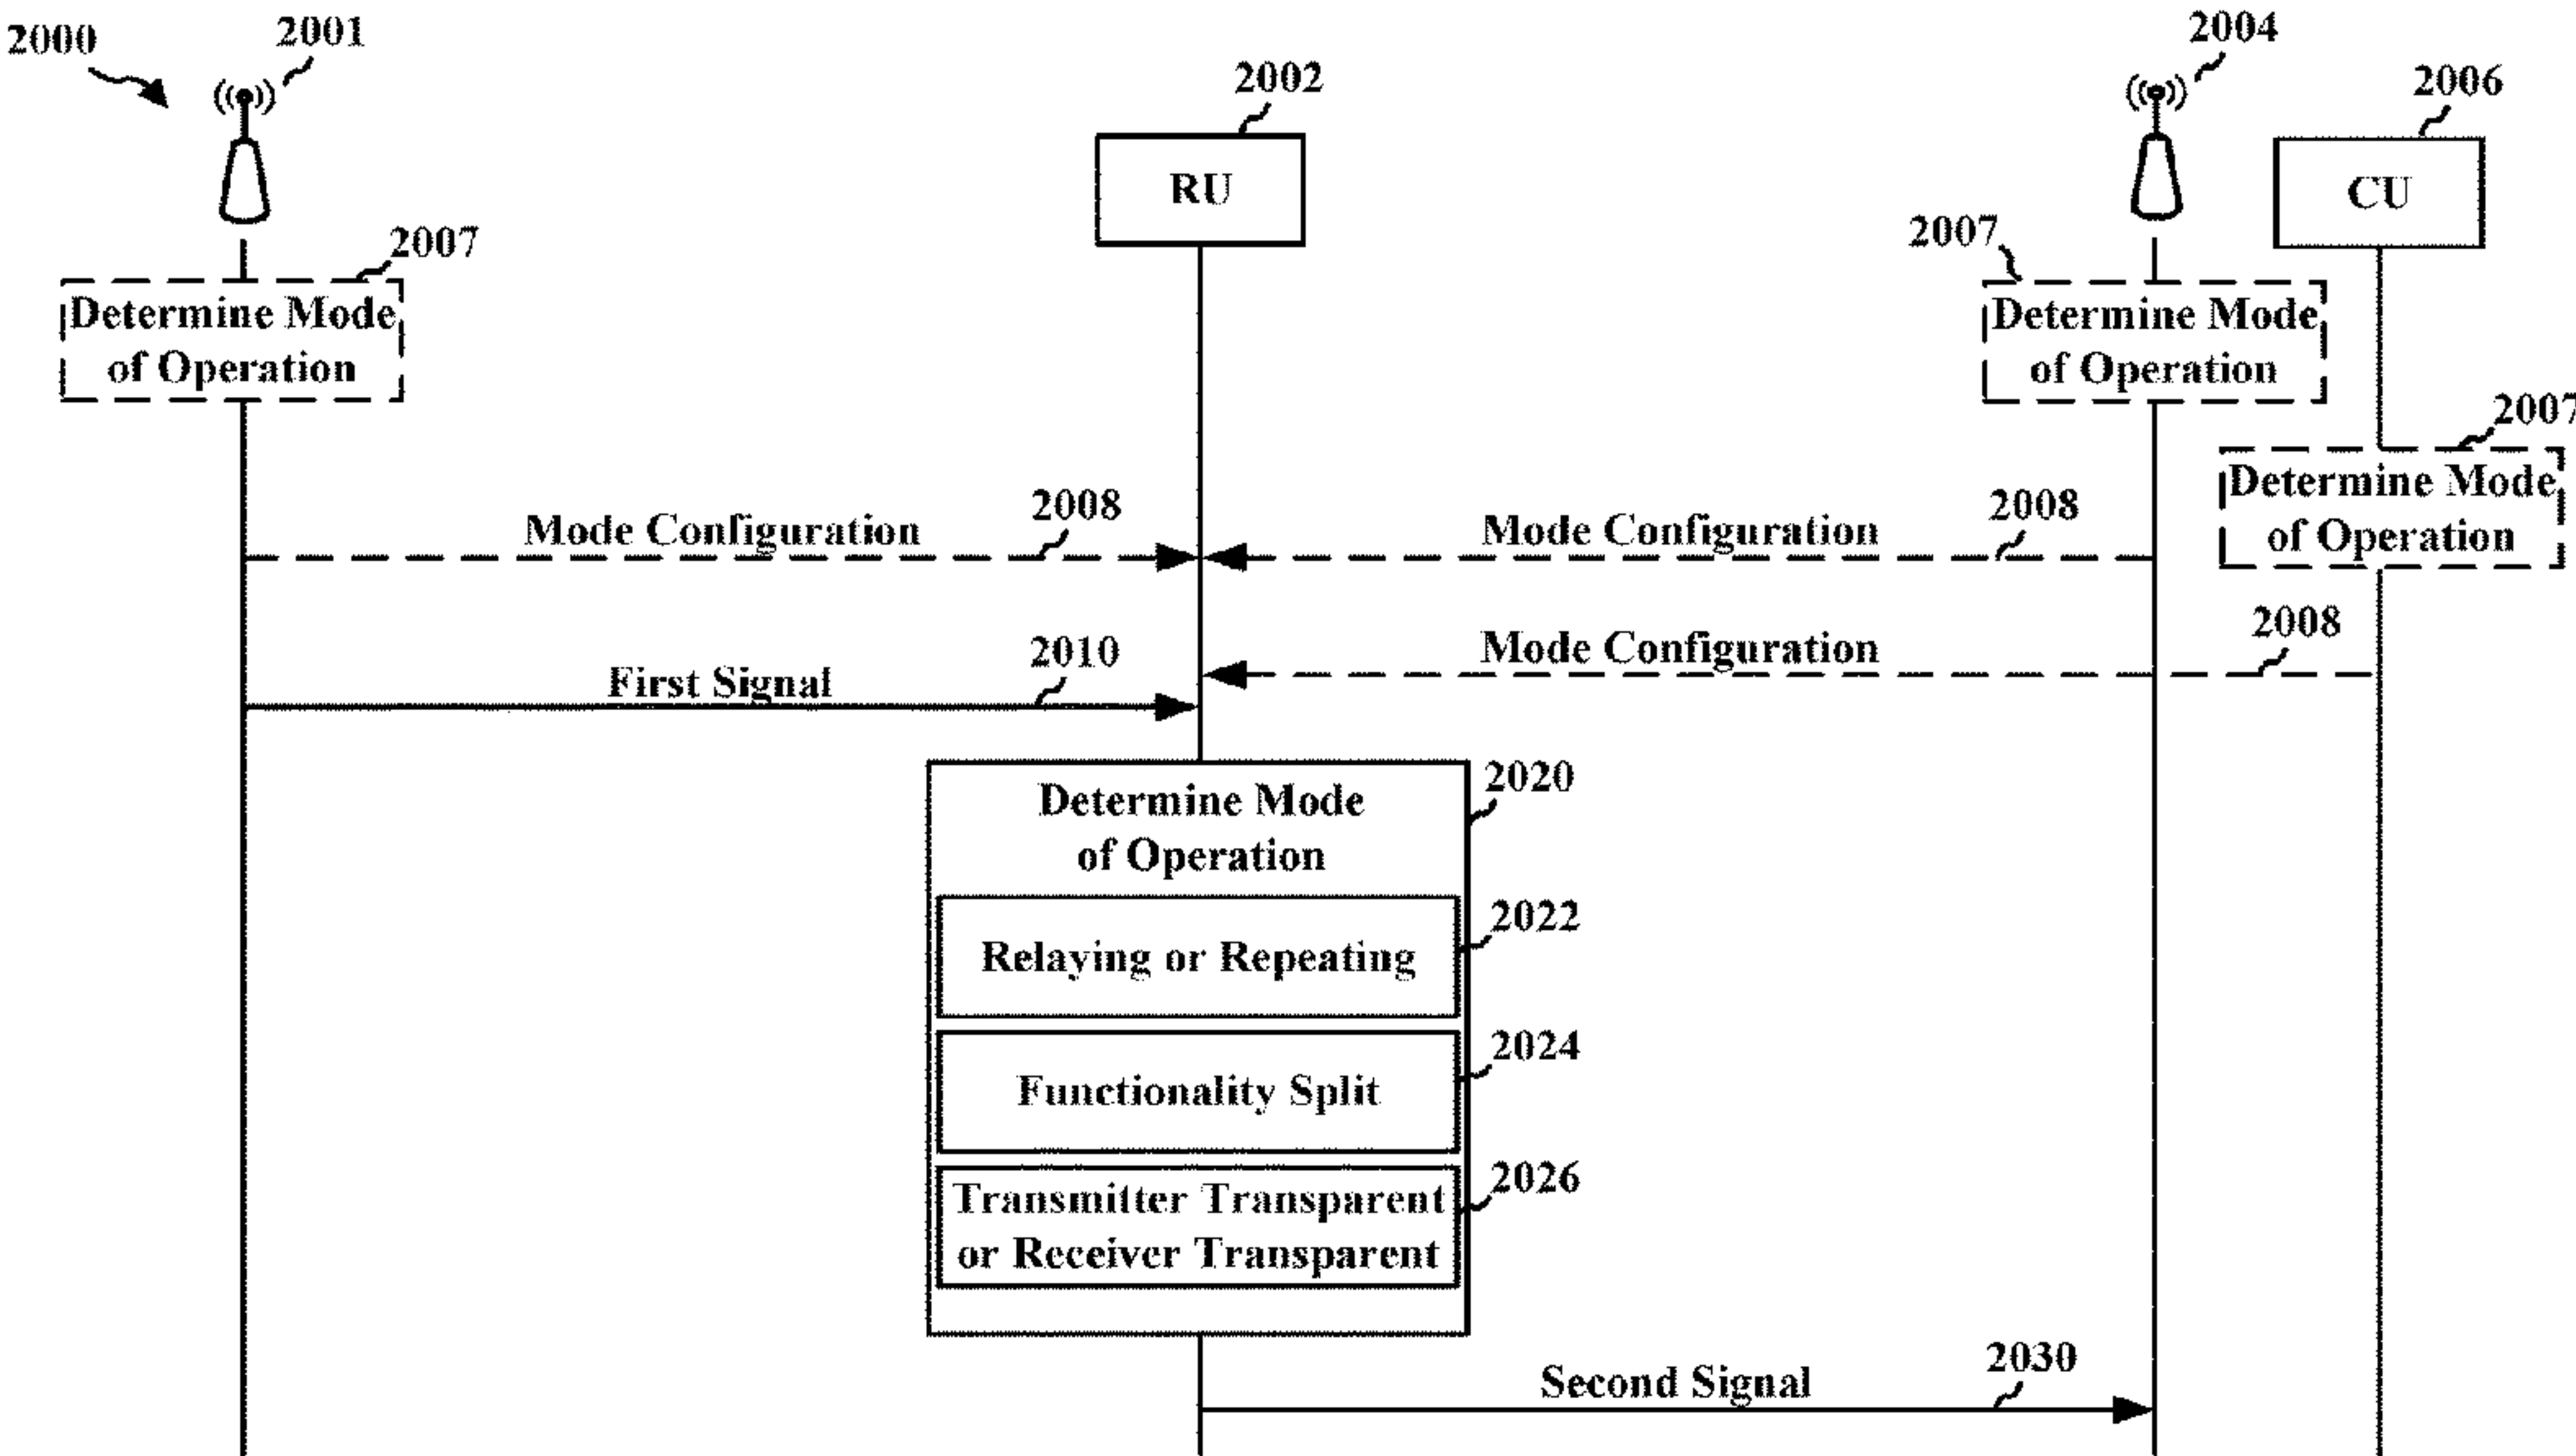 2000
2001
2002
2004
2006
RU
CU
2007
Determine Mode
of Operation
2007
Determine Mode
of Operation
2007
Determine Mode
of Operation
Mode Configuration
2008
Mode Configuration
2008
Mode Configuration
2008
First Signal
2010
2020
Determine Mode
of Operation
2022
Relaying or Repeating
2024
Functionality Split
2026
Transmitter Transparent
or Receiver Transparent
Second Signal
2030